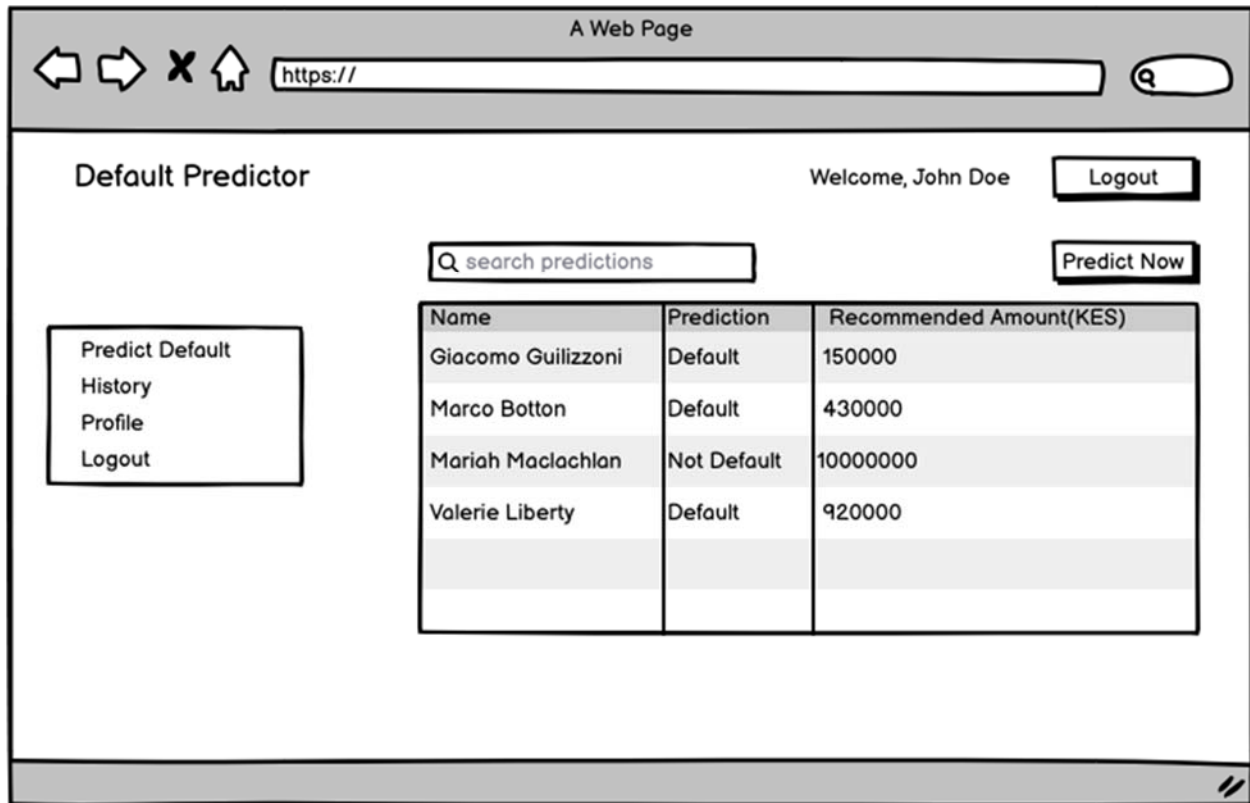 A Web Page
https://
Default Predictor
Welcome, John Doe
Logout
search predictions
Predict Now
Predict Default
History
Profile
Logout
Name Prediction Recommended Amount(KES)
Giacomo Guilizzoni Default 150000
Marco Botton Default 430000
Mariah Maclachlan Not Default 10000000
Valerie Liberty Default 920000